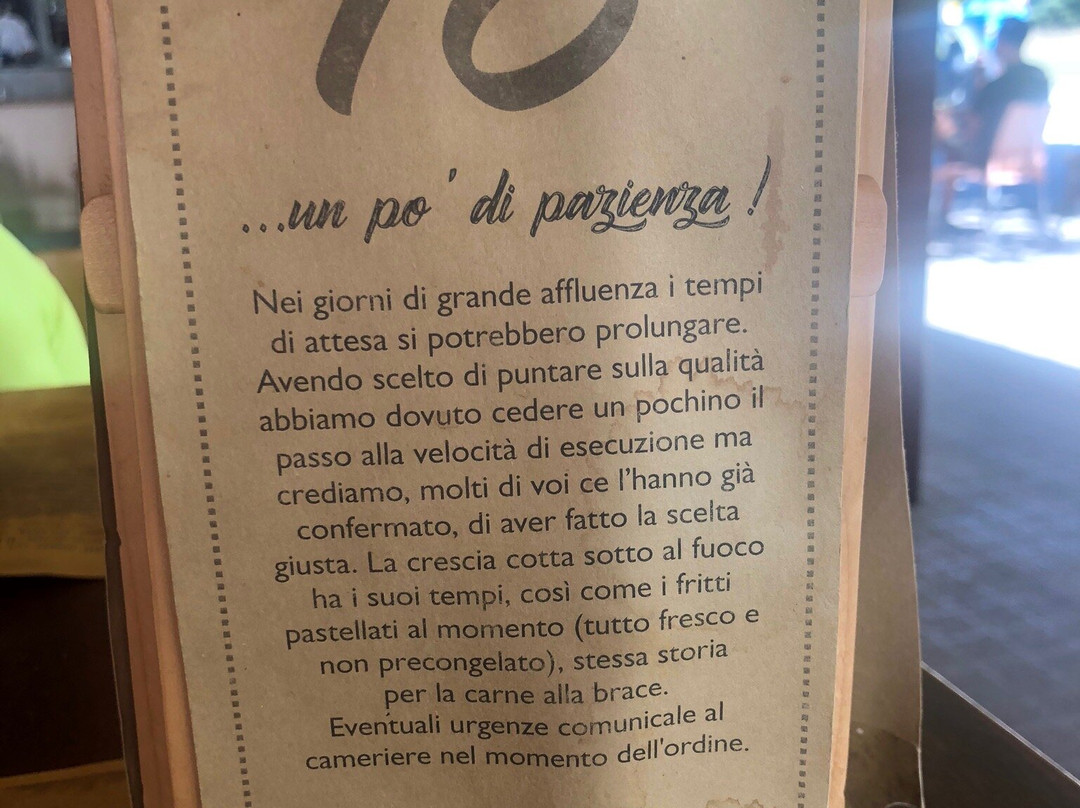 ...un po' di pazienza!
Nei giorni di grande affluenza i tempi
di attesa si potrebbero prolungare.
Avendo scelto di puntare sulla qualità
abbiamo dovuto cedere un pochino il
passo alla velocità di esecuzione ma
crediamo, molti di voi ce l'hanno già
confermato, di aver fatto la scelta
giusta. La crescia cotta sotto al fuoco
ha i suoi tempi, così come i fritti
pastellati al momento (tutto fresco e
non precongelato), stessa storia
per la carne alla brace.
Eventuali urgenze comunicale al
cameriere nel momento dell'ordine.